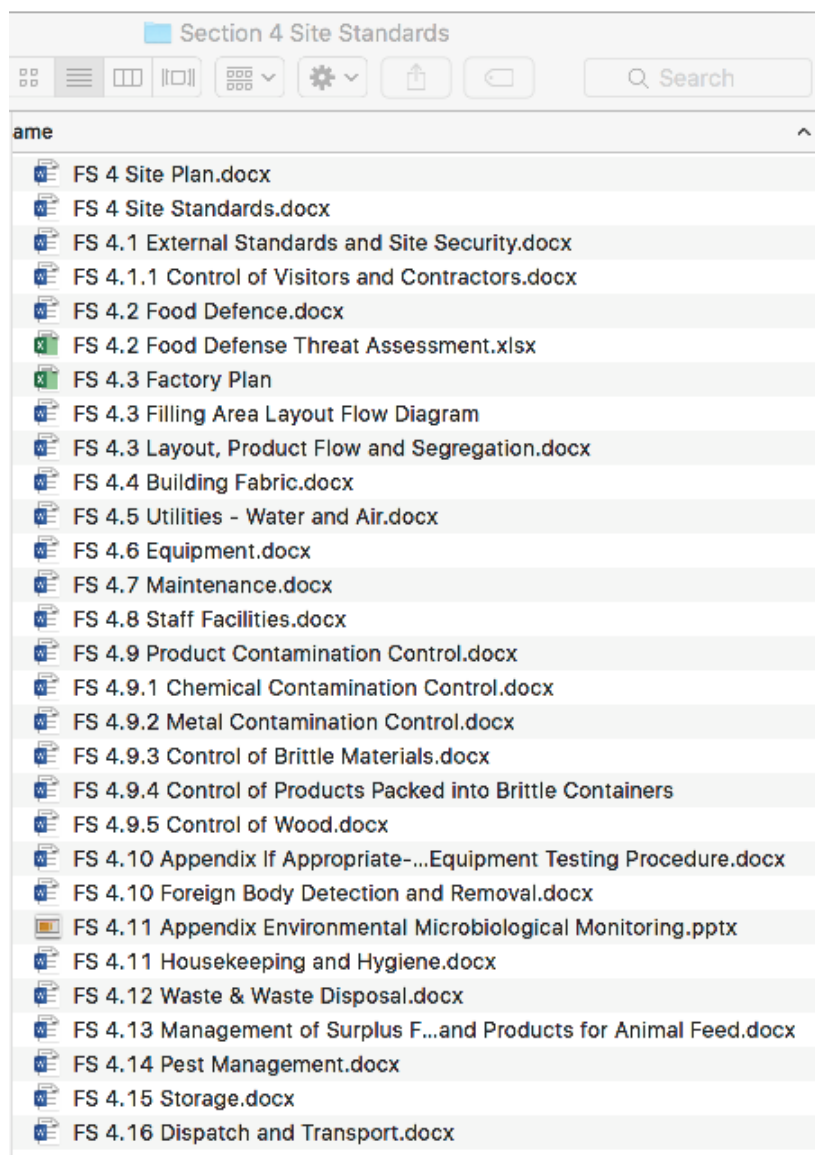 Section 4 Site Standards
Search
ame
FS 4 Site Plan.docx
FS 4 Site Standards.docx
FS 4.1 External Standards and Site Security.docx
FS 4.1.1 Control of Visitors and Contractors.docx
FS 4.2 Food Defence.docx
FS 4.2 Food Defense Threat Assessment.xlsx
FS 4.3 Factory Plan
FS 4.3 Filling Area Layout Flow Diagram
FS 4.3 Layout, Product Flow and Segregation.docx
FS 4.4 Building Fabric.docx
FS 4.5 Utilities - Water and Air.docx
FS 4.6 Equipment.docx
FS 4.7 Maintenance.docx
FS 4.8 Staff Facilities.docx
FS 4.9 Product Contamination Control.docx
FS 4.9.1 Chemical Contamination Control.docx
FS 4.9.2 Metal Contamination Control.docx
FS 4.9.3 Control of Brittle Materials.docx
FS 4.9.4 Control of Products Packed into Brittle Containers
FS 4.9.5 Control of Wood.docx
FS 4.10 Appendix If Appropriate-...Equipment Testing Procedure.docx
FS 4.10 Foreign Body Detection and Removal.docx
FS 4.11 Appendix Environmental Microbiological Monitoring.pptx
FS 4.11 Housekeeping and Hygiene.docx
FS 4.12 Waste & Waste Disposal.docx
FS 4.13 Management of Surplus F...and Products for Animal Feed.docx
FS 4.14 Pest Management.docx
FS 4.15 Storage.docx
FS 4.16 Dispatch and Transport.docx